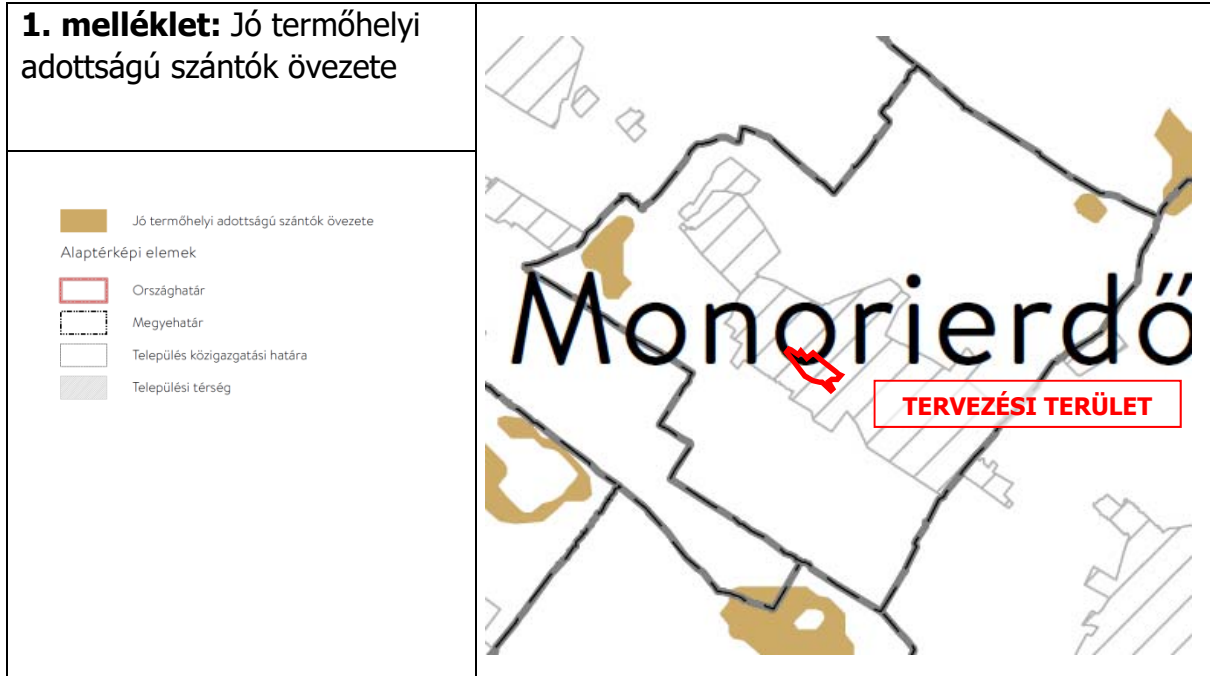 1. melléklet: Jó termőhelyi
adottságú szántók övezete
Jó termőhelyi adottságú szántók övezete
Alaptérképi elemek
Országhatár
Megyehatár
Település közigazgatási határa
Települési térség
Monorierdő
TERVEZÉSI TERÜLET